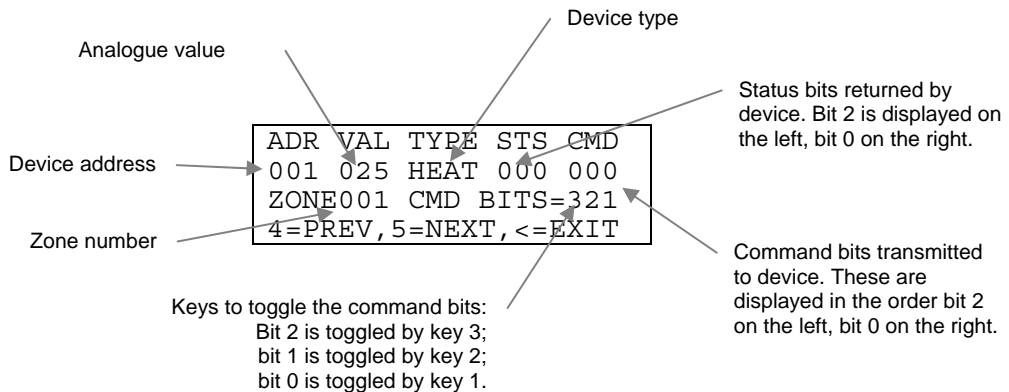 Device type
Analogue value
Status bits returned by
device. Bit 2 is displayed on
the left, bit 0 on the right.
Device address
ADR VAL TYPE STS CMD
001 025 HEAT 000 000
ZONE001 CMD BITS=321
4=PREV,5=NEXT,<=EXIT
Zone number
Command bits transmitted
to device. These are
displayed in the order bit 2
on the left, bit 0 on the right.
Keys to toggle the command bits:
Bit 2 is toggled by key 3;
bit 1 is toggled by key 2;
bit 0 is toggled by key 1.